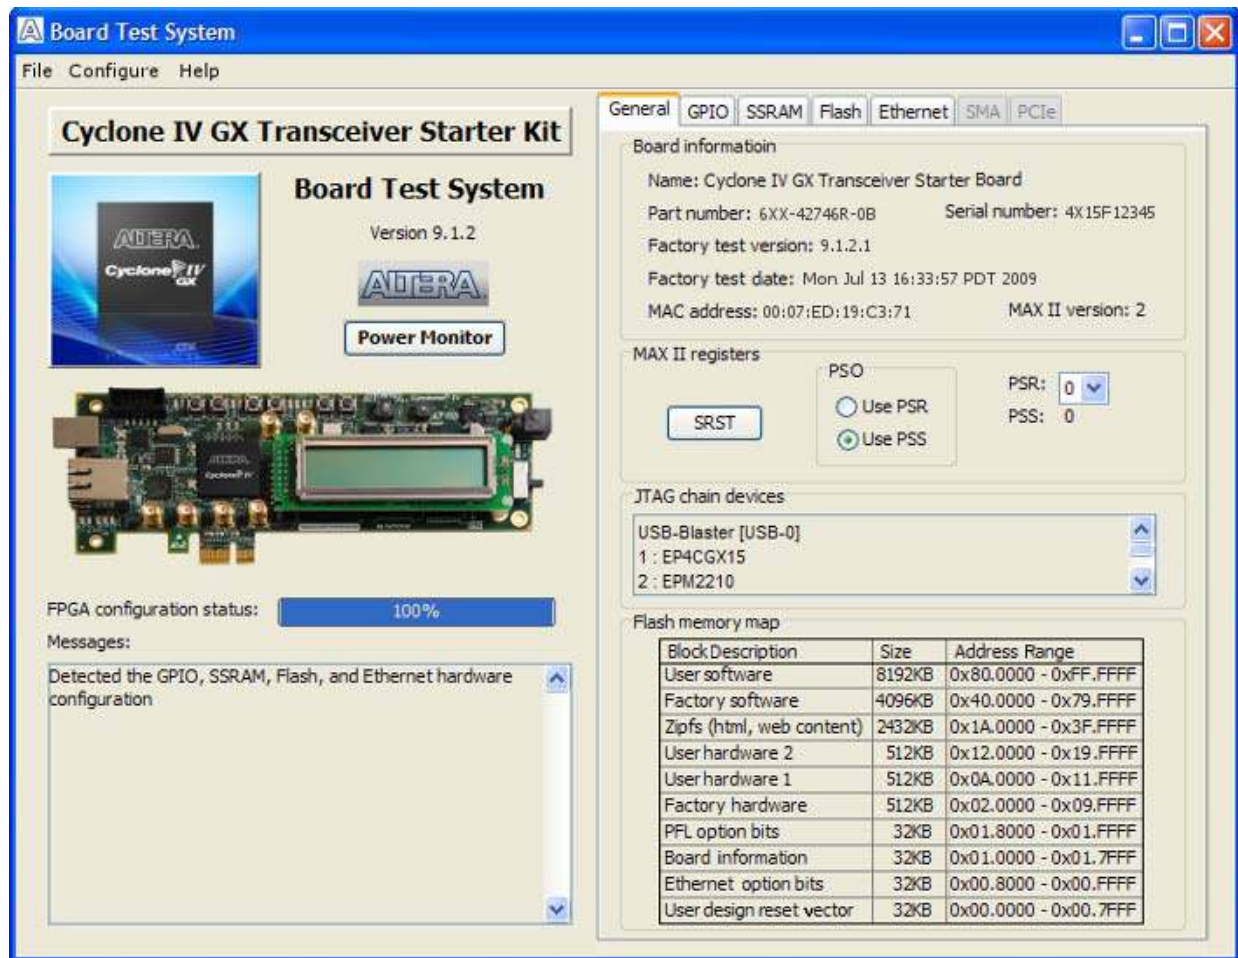 Board Test System
File Configure Help
Cyclone IV GX Transceiver Starter Kit
ALTERA
Cyclone IV
GX
Board Test System
Version 9.1.2
ALTERA
Power Monitor
ALTERA
Cyclone IV
FPGA configuration status: 100%
Messages:
Detected the GPIO, SSRAM, Flash, and Ethernet hardware
configuration
General GPIO SSRAM Flash Ethernet SMA PCIe
Board informatioin
Name: Cyclone IV GX Transceiver Starter Board
Part number: 6XX-42746R-0B Serial number: 4X15F12345
Factory test version: 9.1.2.1
Factory test date: Mon Jul 13 16:33:57 PDT 2009
MAC address: 00:07:ED:19:C3:71 MAX II version: 2
MAX II registers
SRST
PSO
Use PSR
Use PSS
PSR: 0
PSS: 0
JTAG chain devices
USB-Blaster [USB-0]
1 : EP4CGX15
2 : EPM2210
Flash memory map
Block Description Size Address Range
User software 8192KB 0x80.0000 - 0xFF.FFFF
Factory software 4096KB 0x40.0000 - 0x79.FFFF
Zipfs (html, web content) 2432KB 0x1A.0000 - 0x3F.FFFF
User hardware 2 512KB 0x12.0000 - 0x19.FFFF
User hardware 1 512KB 0x0A.0000 - 0x11.FFFF
Factory hardware 512KB 0x02.0000 - 0x09.FFFF
PFL option bits 32KB 0x01.8000 - 0x01.FFFF
Board information 32KB 0x01.0000 - 0x01.7FFF
Ethernet option bits 32KB 0x00.8000 - 0x00.FFFF
User design reset vector 32KB 0x00.0000 - 0x00.7FFF